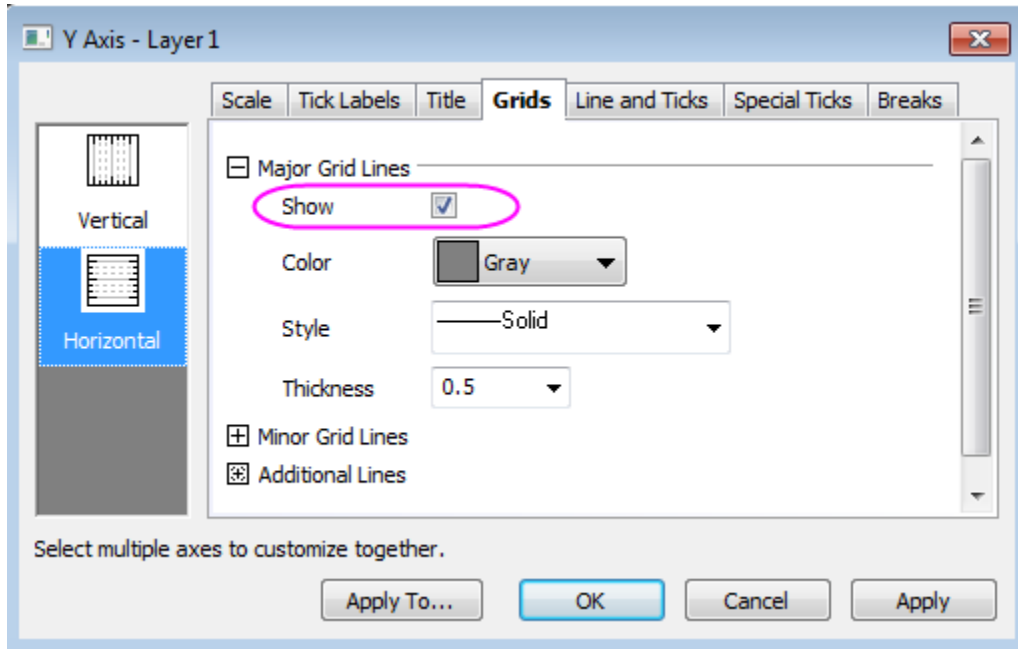 Y Axis - Layer 1
Scale Tick Labels Title Grids Line and Ticks Special Ticks Breaks
Vertical
Horizontal
Major Grid Lines
Show
Color Gray
Style Solid
Thickness 0.5
Minor Grid Lines
Additional Lines
Select multiple axes to customize together.
Apply To... OK Cancel Apply